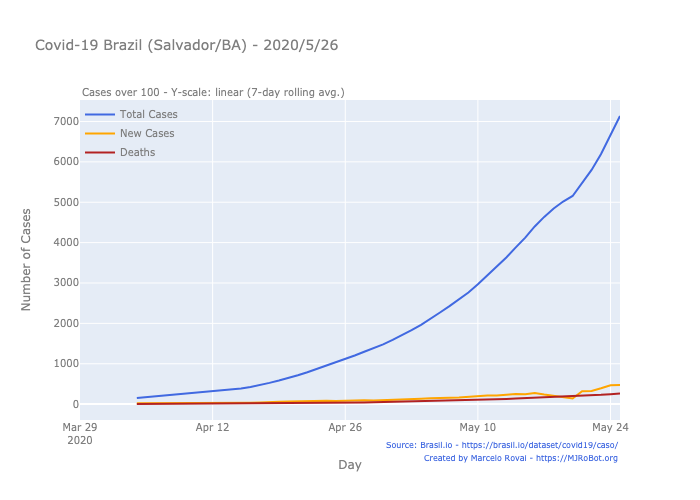 Covid-19 Brazil (Salvador/BA) - 2020/5/26
Cases over 100 - Y-scale: linear (7-day rolling avg.)
Total Cases
New Cases
Deaths
7000
6000
5000
4000
3000
2000
1000
0
Number of Cases
Mar 29
2020
Apr 12
Apr 26
May 10
May 24
Day
Source: Brasil.io - https://brasil.io/dataset/covid19/caso/
Created by Marcelo Rovai - https://MJRoBot.org